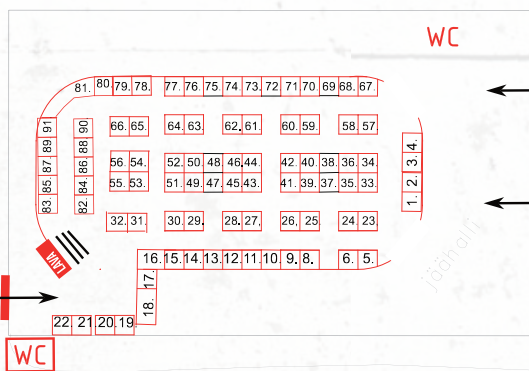 WC
81. 80. 79. 78. 77. 76. 75. 74. 73. 72. 71. 70. 69 68. 67.
91 90 66. 65. 64. 63. 62. 61. 60. 59. 58 57.
89 88 4.
87. 86 56. 54. 52. 50. 48. 46. 44. 42. 40. 38. 36. 34. 3.
85. 84. 55. 53. 51. 49. 47. 45. 43. 41. 39. 37. 35. 33. 2.
83. 82. 1.
32. 31. 30. 29. 28. 27. 26. 25. 24 23.
LAVA
16. 15. 14. 13. 12. 11. 10 9. 8. 6. 5.
17.
18.
22 21 20 19
WC
jäähalli